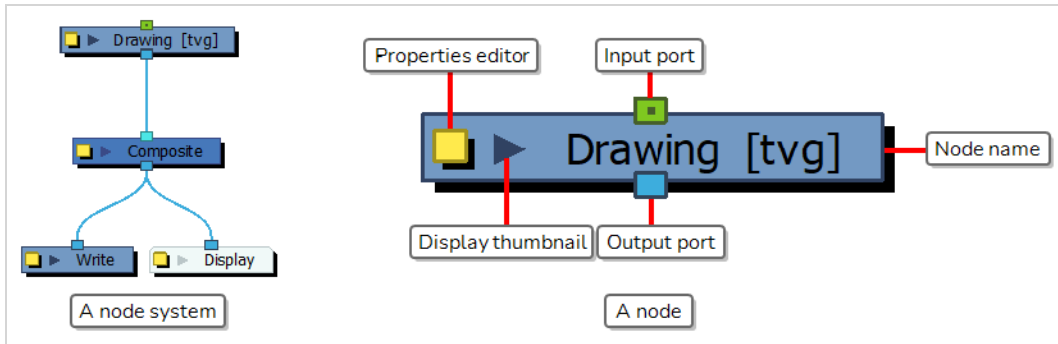 Drawing [tvg]
Composite
Write
Display
A node system
Properties editor
Input port
Drawing [tvg]
Node name
Display thumbnail
Output port
A node